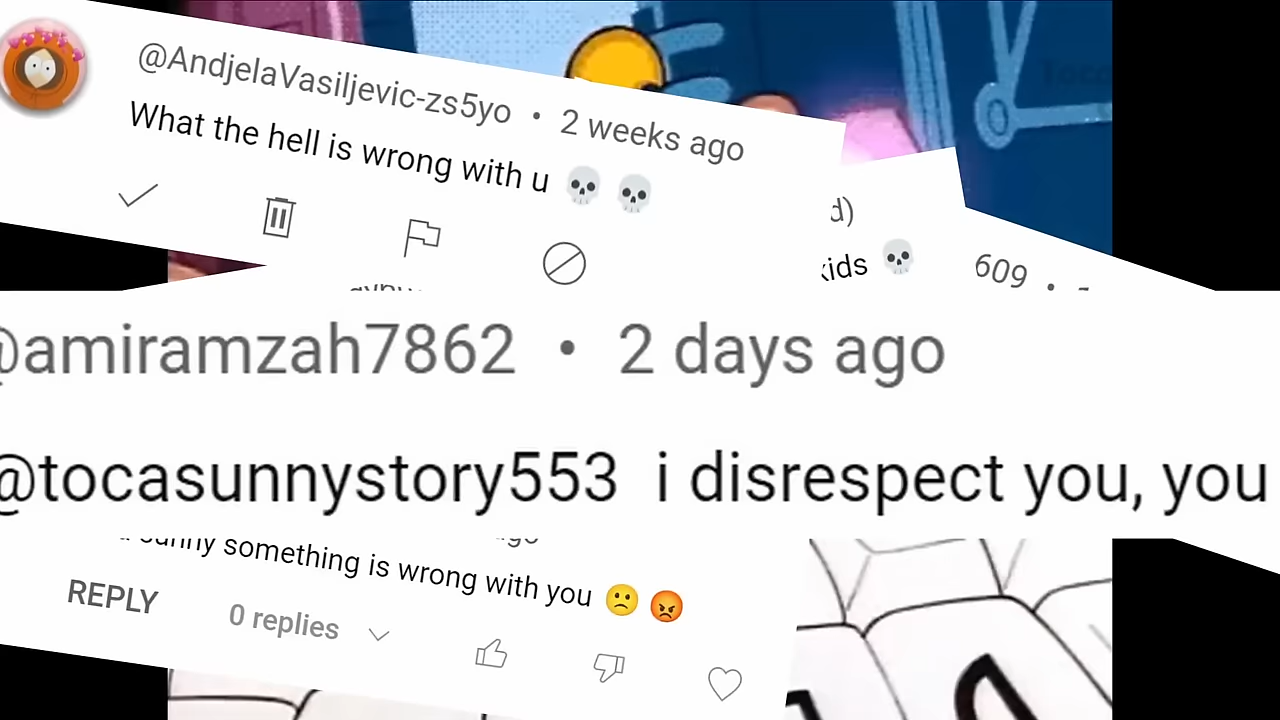 @AndjelaVasiljevic-zs5yo • 2 weeks ago
What the hell is wrong with u 💀 💀
d)
kids 💀
609 •
@amiramzah7862 • 2 days ago
@tocasunnystory553 i disrespect you, you
sunny something is wrong with you 🙁 😡
REPLY 0 replies